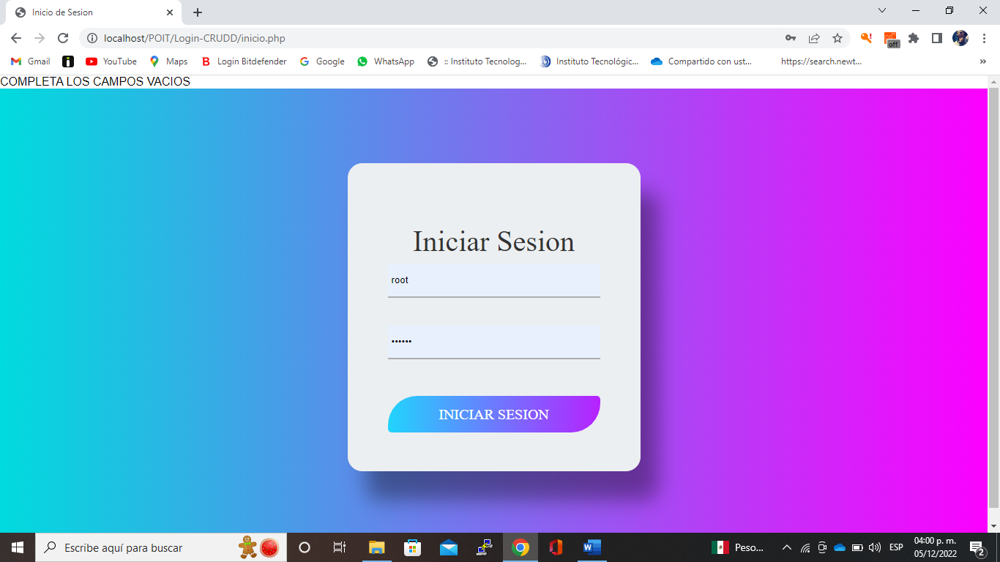 Inicio de Sesion
localhost/POIT/Login-CRUDD/inicio.php
off
Gmail
YouTube
Maps
B Login Bitdefender
Google
WhatsApp
:: Instituto Tecnolog...
Instituto Tecnológic...
Compartido con ust...
https://search.newt...
»
COMPLETA LOS CAMPOS VACIOS
Iniciar Sesion
root
••••••
INICIAR SESION
Escribe aquí para buscar
Peso...
ESP
04:00 p. m.
05/12/2022
2